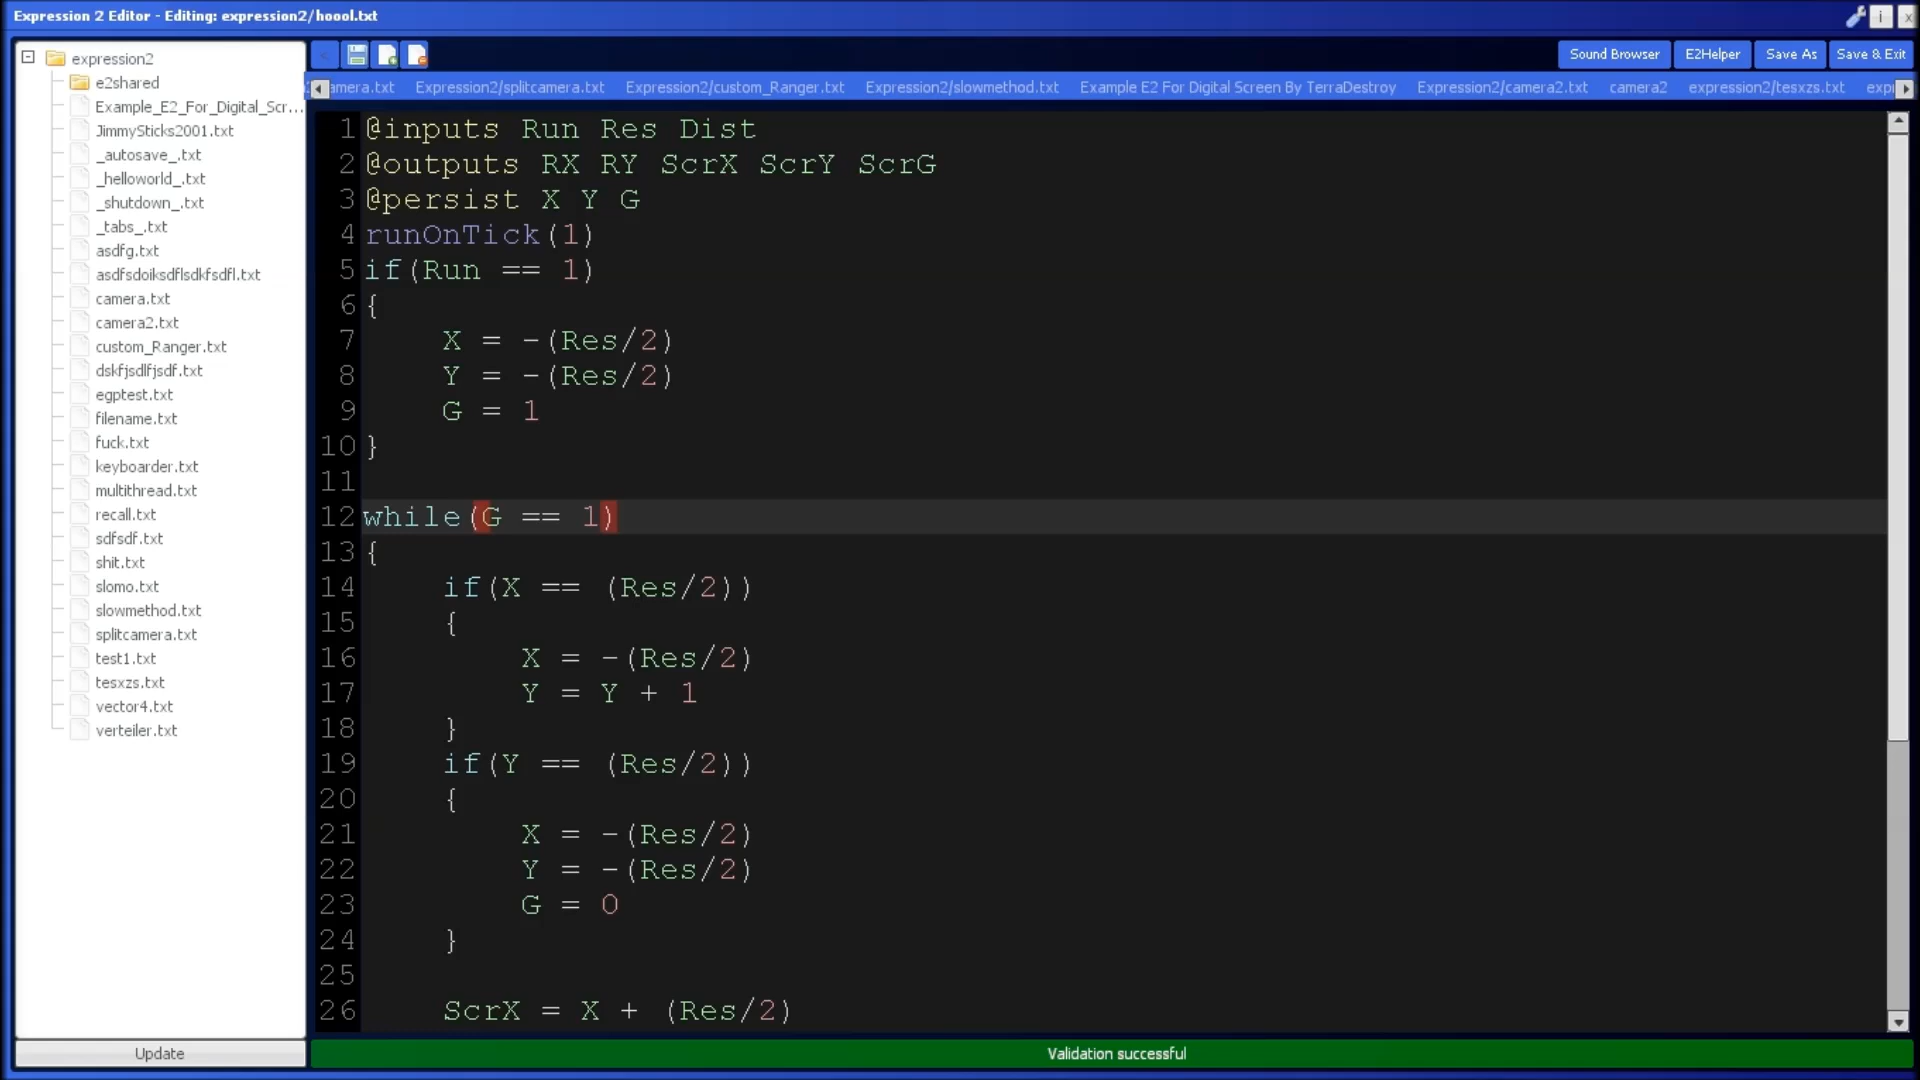 Expression 2 Editor - Editing: expression2/hoool.txt
i
x
Sound Browser
E2Helper
Save As
Save & Exit
amera.txt
Expression2/splitcamera.txt
Expression2/custom_Ranger.txt
Expression2/slowmethod.txt
Example E2 For Digital Screen By TerraDestroy
Expression2/camera2.txt
camera2
expression2/tesxzs.txt
expr
expression2
e2shared
Example_E2_For_Digital_Scr...
JimmySticks2001.txt
_autosave_.txt
_helloworld_.txt
_shutdown_.txt
_tabs_.txt
asdfg.txt
asdfsdoiksdflsdkfsdfl.txt
camera.txt
camera2.txt
custom_Ranger.txt
dskfjsdlfjsdf.txt
egptest.txt
filename.txt
fuck.txt
keyboarder.txt
multithread.txt
recall.txt
sdfsdf.txt
shit.txt
slomo.txt
slowmethod.txt
splitcamera.txt
test1.txt
tesxzs.txt
vector4.txt
verteiler.txt
Update
1 @inputs Run Res Dist
2 @outputs RX RY ScrX ScrY ScrG
3 @persist X Y G
4 runOnTick(1)
5 if(Run == 1)
6 {
7 X = -(Res/2)
8 Y = -(Res/2)
9 G = 1
10 }
11
12 while(G == 1)
13 {
14 if(X == (Res/2))
15 {
16 X = -(Res/2)
17 Y = Y + 1
18 }
19 if(Y == (Res/2))
20 {
21 X = -(Res/2)
22 Y = -(Res/2)
23 G = 0
24 }
25
26 ScrX = X + (Res/2)
Validation successful